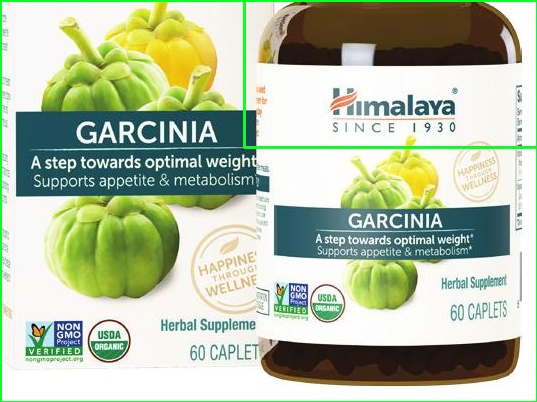 GARCINIA
A step towards optimal weight
Supports appetite & metabolism
HAPPINESS
THROUGH
WELLNESS
NON
GMO
Project
VERIFIED
nongmoproject.org
USDA
ORGANIC
Herbal Supplement
60 CAPLET
Himalaya®
SINCE 1930
HAPPINESS
THROUGH
WELLNESS
GARCINIA
A step towards optimal weight*
Supports appetite & metabolism*
NON
GMO
Project
VERIFIED
USDA
ORGANIC
Herbal Supplement
60 CAPLETS